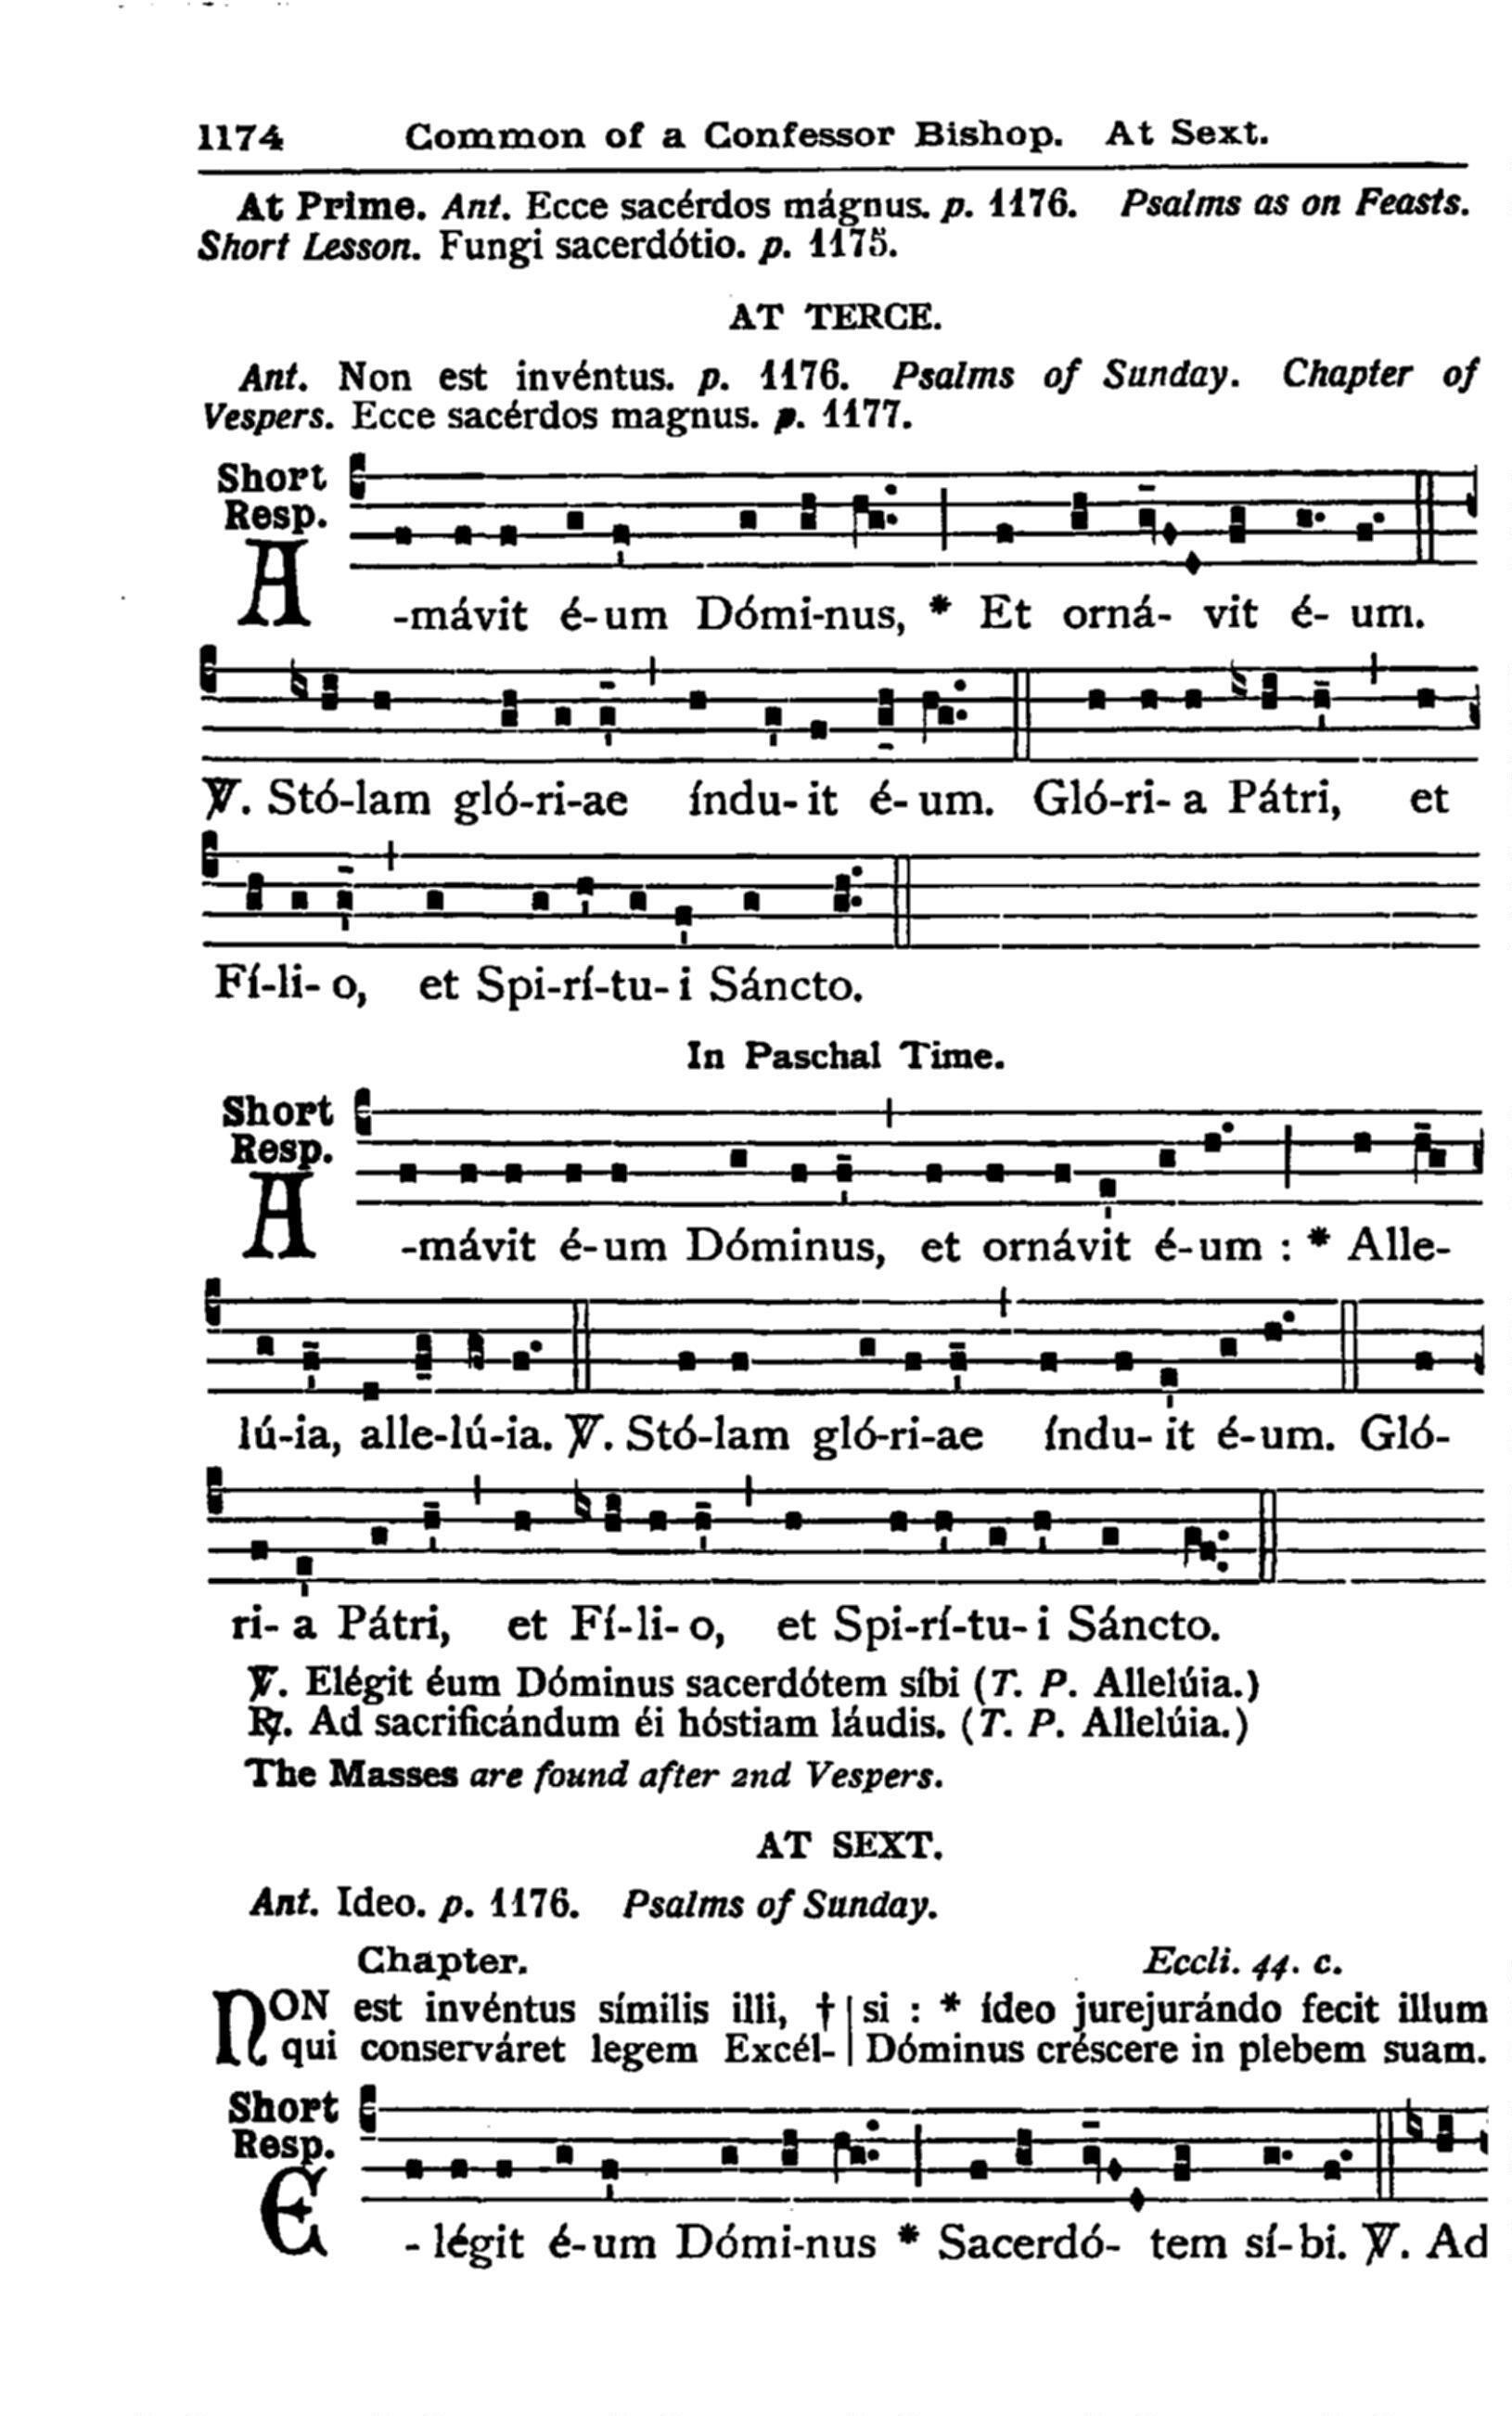 1174 Common of a Confessor Bishop. At Sext.
At Prime. Ant. Ecce sacérdos mágnus. p. 1176. Psalms as on Feasts.
Short Lesson. Fungi sacerdótio. p. 1175.
AT TERCE.
Ant. Non est invéntus. p. 1176. Psalms of Sunday. Chapter of
Vespers. Ecce sacérdos magnus. p. 1177.
Short
Resp.
A-mávit é-um Dómi-nus, * Et orná- vit é- um.
℣. Stó-lam gló-ri-ae índu-it é-um. Gló-ri-a Pátri, et
Fí-li-o, et Spi-rí-tu-i Sáncto.
In Paschal Time.
Short
Resp.
A-mávit é-um Dóminus, et ornávit é-um : * Alle-
lú-ia, alle-lú-ia. ℣. Stó-lam gló-ri-ae índu-it é-um. Gló-
ri-a Pátri, et Fí-li-o, et Spi-rí-tu-i Sáncto.
℣. Elégit éum Dóminus sacerdótem síbi (T. P. Allelúia.)
℟. Ad sacrificándum éi hóstiam láudis. (T. P. Allelúia.)
The Masses are found after 2nd Vespers.
AT SEXT.
Ant. Ideo. p. 1176. Psalms of Sunday.
Chapter. Eccli. 44. c.
NON est invéntus símilis illi, †
qui conserváret legem Excél-
si : * ídeo jurejurándo fecit illum
Dóminus créscere in plebem suam.
Short
Resp.
E-légit é-um Dómi-nus * Sacerdó- tem sí-bi. ℣. Ad